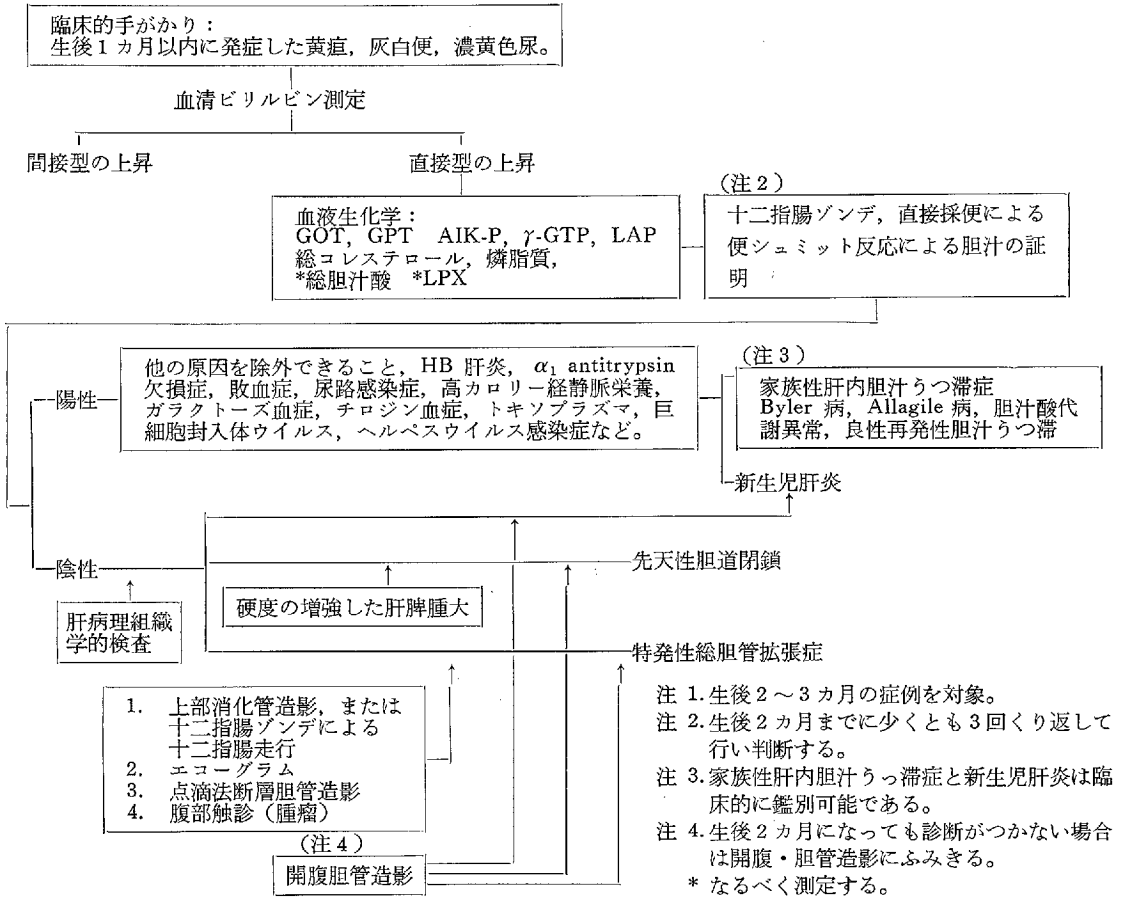 臨床的手がかり：
生後1カ月以内に発症した黄疸，灰白便，濃黄色尿。
血清ビリルビン測定
間接型の上昇
直接型の上昇
血液生化学：
GOT, GPT AIK-P, γ-GTP, LAP
総コレステロール，燐脂質，
*総胆汁酸 *LPX
（注2）
十二指腸ゾンデ，直接採便による
便シュミット反応による胆汁の証
明
陽性
他の原因を除外できること，HB 肝炎，α₁ antitrypsin
欠損症，敗血症，尿路感染症，高カロリー経静脈栄養，
ガラクトーズ血症，チロジン血症，トキソプラズマ，巨
細胞封入体ウイルス，ヘルペスウイルス感染症など。
（注3）
家族性肝内胆汁うつ滞症
Byler 病，Allagile 病，胆汁酸代
謝異常，良性再発性胆汁うつ滞
新生児肝炎
陰性
先天性胆道閉鎖
肝病理組織
学的検査
硬度の増強した肝脾腫大
特発性総胆管拡張症
1. 上部消化管造影，または
十二指腸ゾンデによる
十二指腸走行
2. エコーグラム
3. 点滴法断層胆管造影
4. 腹部触診（腫瘤）
（注4）
開腹胆管造影
注 1. 生後2～3カ月の症例を対象。
注 2. 生後2カ月までに少くとも3回くり返して
行い判断する。
注 3. 家族性肝内胆汁うっ滞症と新生児肝炎は臨
床的に鑑別可能である。
注 4. 生後2カ月になっても診断がつかない場合
は開腹・胆管造影にふみきる。
* なるべく測定する。